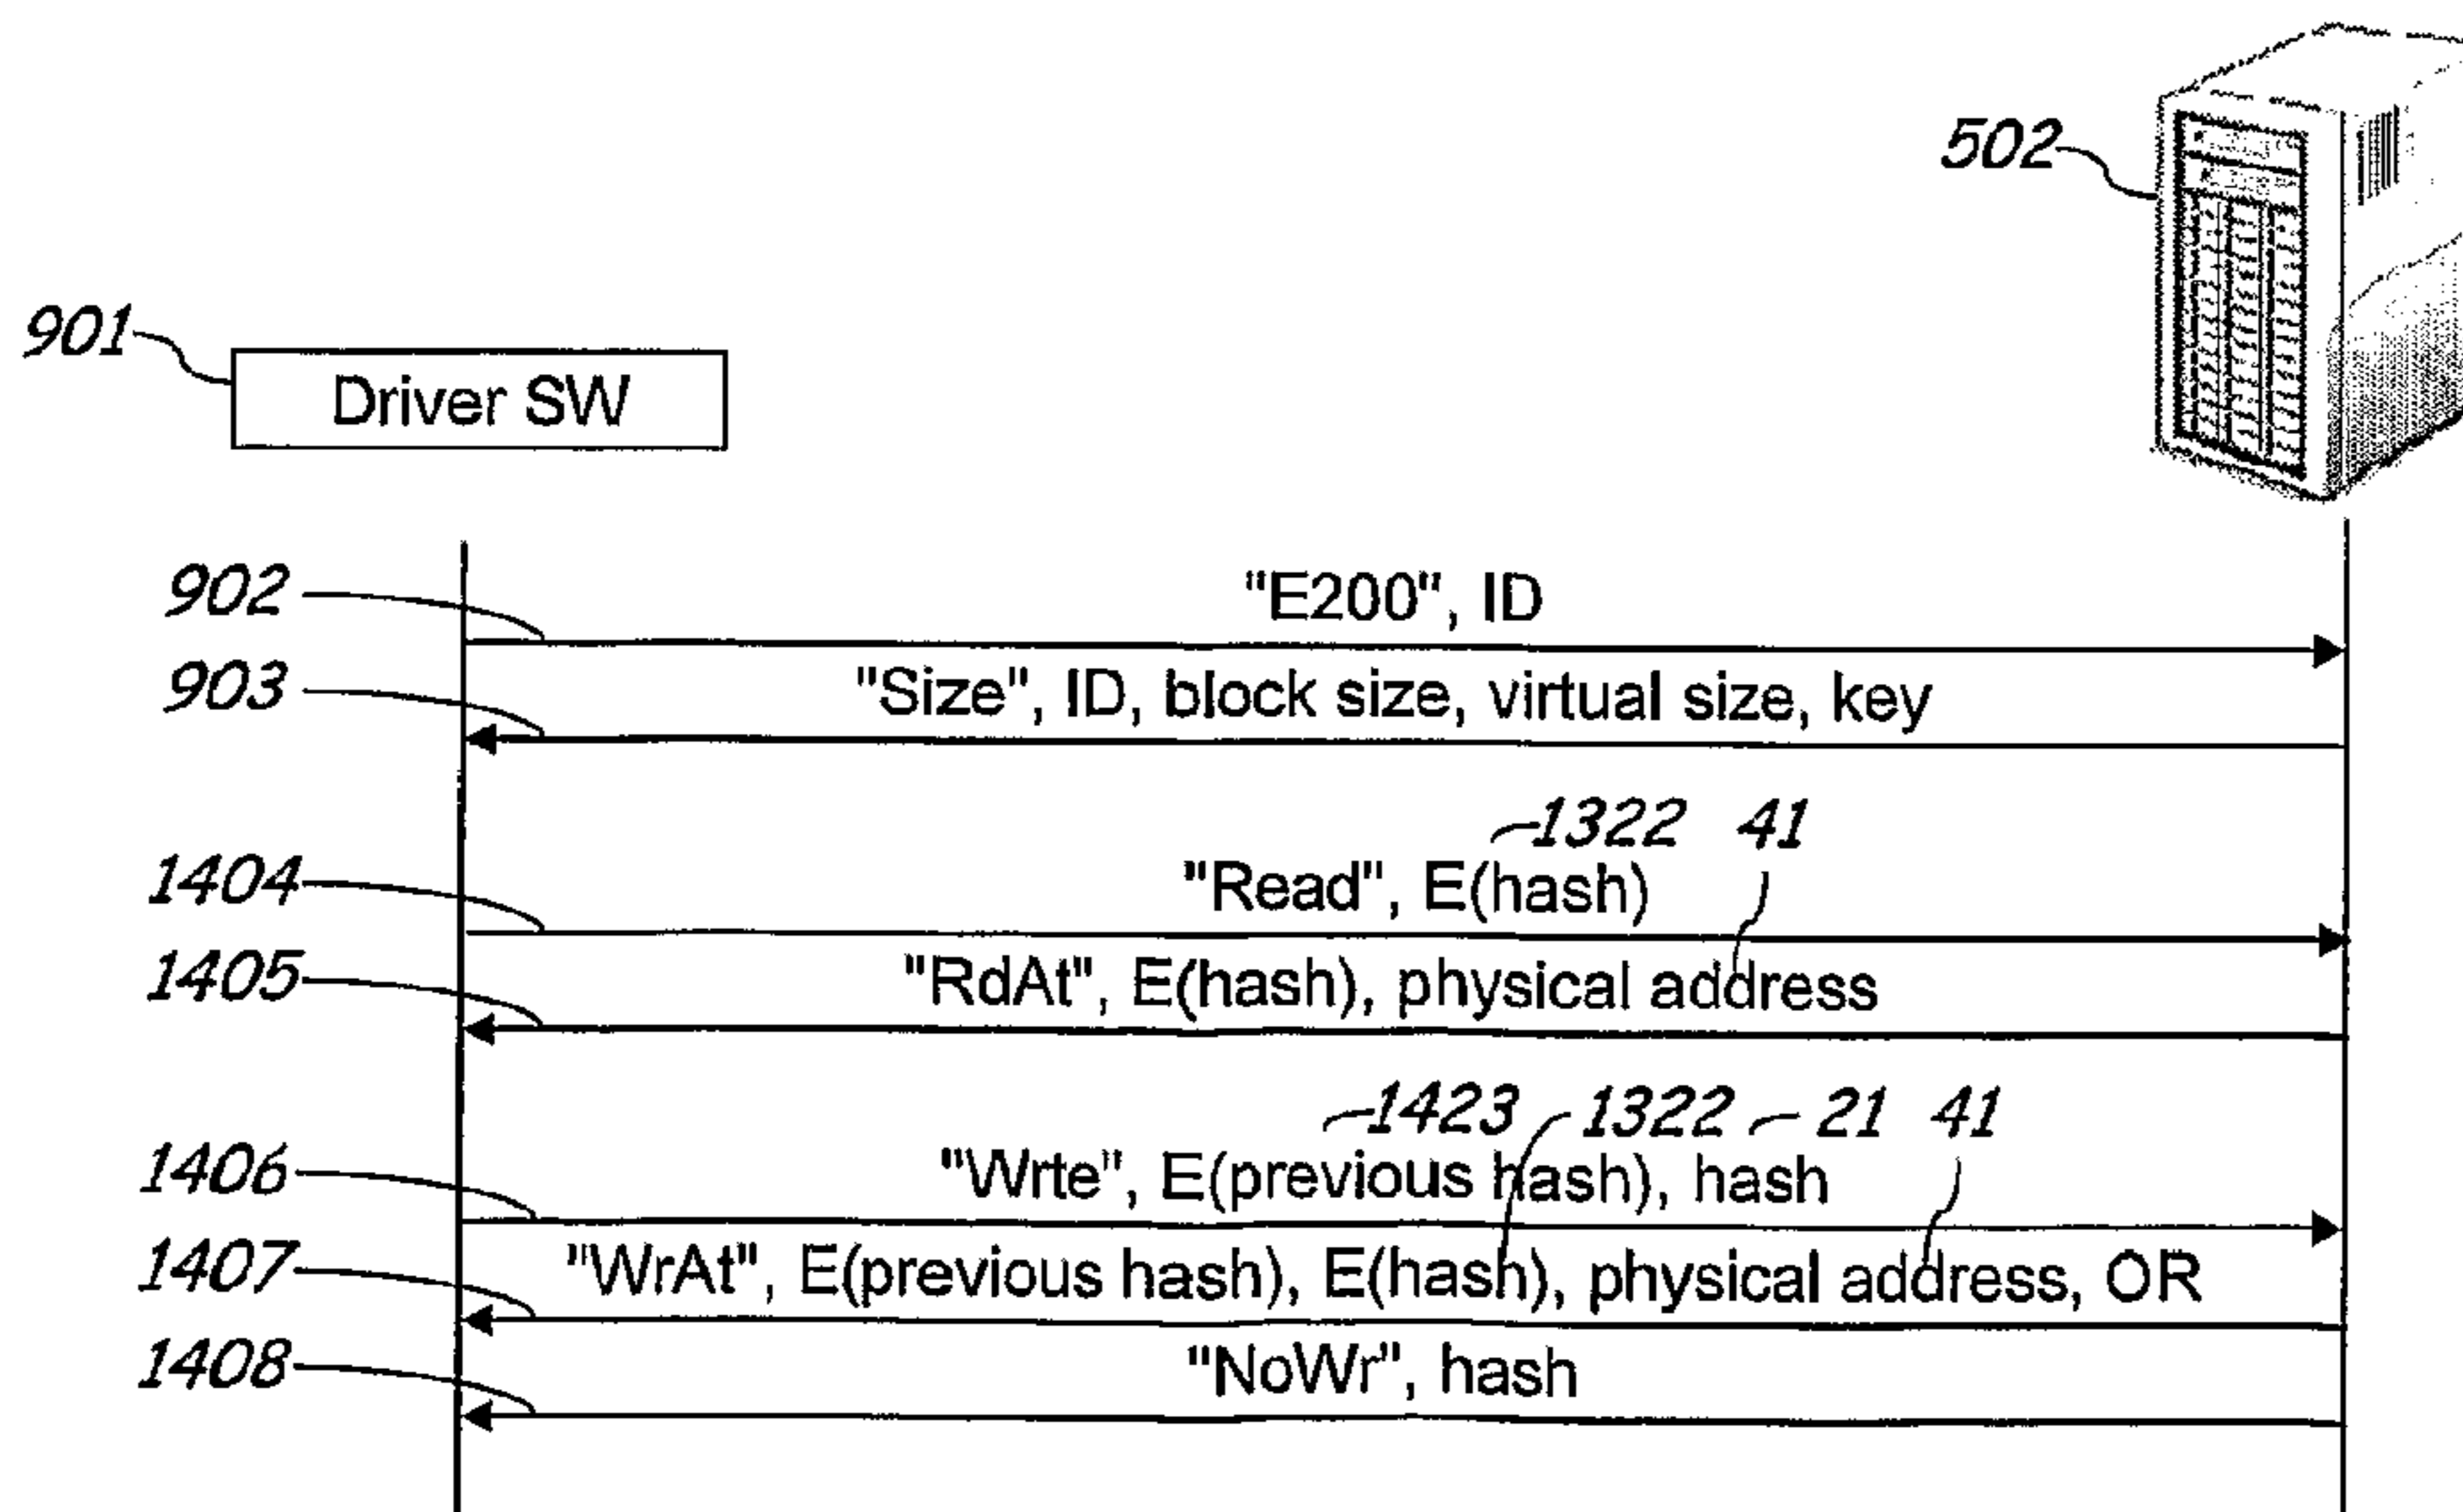 502
901
Driver SW
902 "E200", ID
903 "Size", ID, block size, virtual size, key
1322 41
1404 "Read", E(hash)
1405 "RdAt", E(hash), physical address
1423 1322 21 41
1406 "Wrte", E(previous hash), hash
1407 "WrAt", E(previous hash), E(hash), physical address, OR
1408 "NoWr", hash